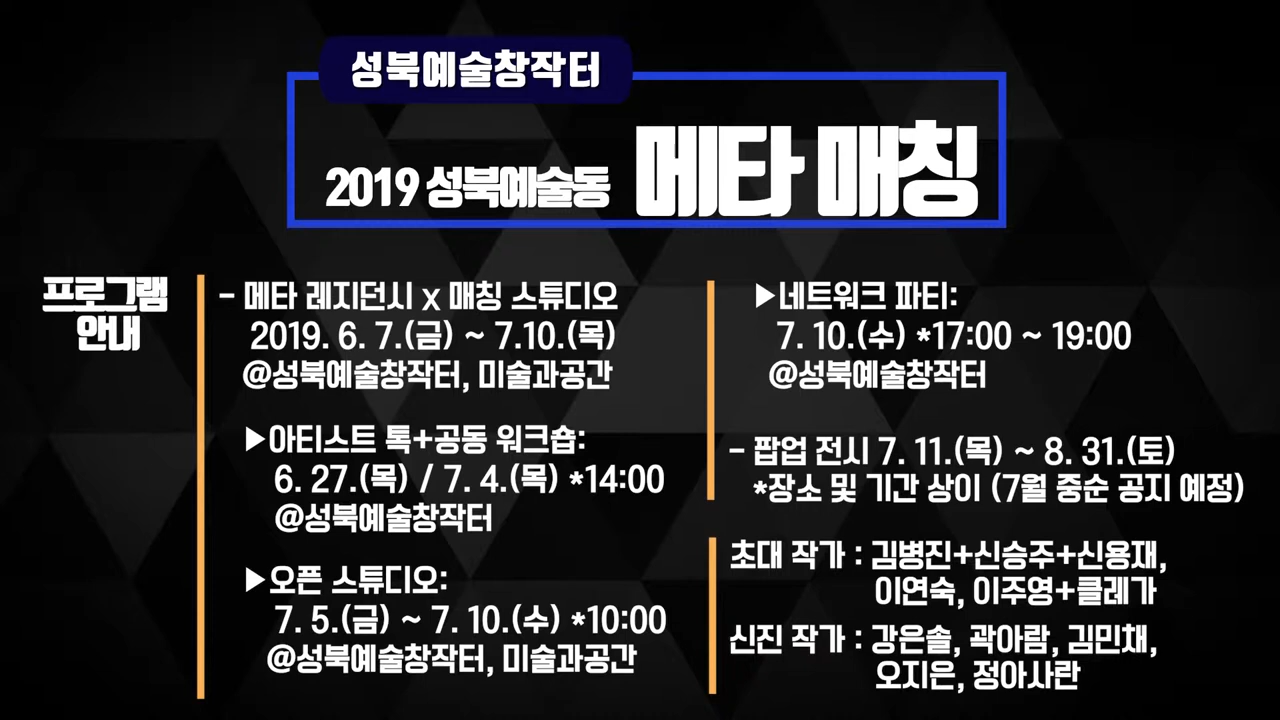 성북예술창작터
2019 성북예술동 메타 매칭
프로그램
안내
- 메타 레지던시 x 매칭 스튜디오
2019. 6. 7.(금) ~ 7.10.(목)
@성북예술창작터, 미술과공간
▶아티스트 톡+공동 워크숍:
6. 27.(목) / 7. 4.(목) *14:00
@성북예술창작터
▶오픈 스튜디오:
7. 5.(금) ~ 7. 10.(수) *10:00
@성북예술창작터, 미술과공간
▶네트워크 파티:
7. 10.(수) *17:00 ~ 19:00
@성북예술창작터
- 팝업 전시 7. 11.(목) ~ 8. 31.(토)
*장소 및 기간 상이 (7월 중순 공지 예정)
초대 작가 : 김병진+신승주+신용재,
이연숙, 이주영+클레가
신진 작가 : 강은솔, 곽아람, 김민채,
오지은, 정아사란